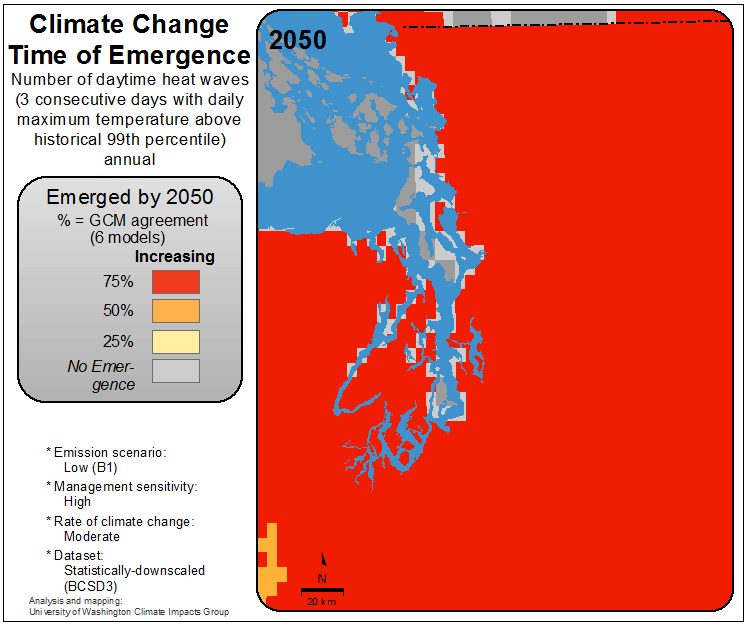 Climate Change
Time of Emergence
Number of daytime heat waves
(3 consecutive days with daily
maximum temperature above
historical 99th percentile)
annual
Emerged by 2050
% = GCM agreement
(6 models)
Increasing
75%
50%
25%
No Emer-
gence
* Emission scenario:
Low (B1)
* Management sensitivity:
High
* Rate of climate change:
Moderate
* Dataset:
Statistically-downscaled
(BCSD3)
Analysis and mapping:
University of Washington Climate Impacts Group
2050
N
20 km